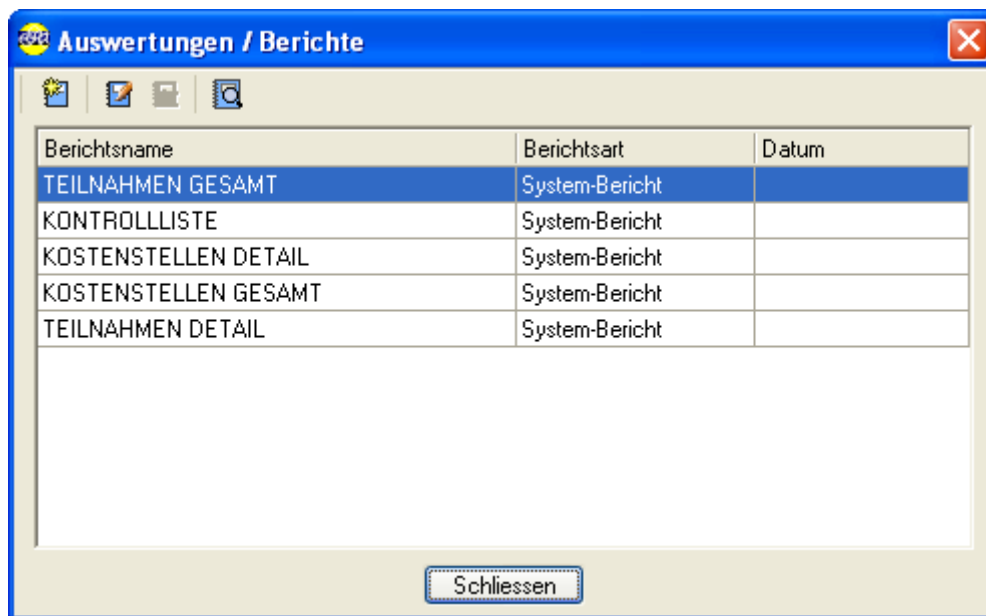 Auswertungen / Berichte
Berichtsname Berichtsart Datum
TEILNAHMEN GESAMT System-Bericht
KONTROLLLISTE System-Bericht
KOSTENSTELLEN DETAIL System-Bericht
KOSTENSTELLEN GESAMT System-Bericht
TEILNAHMEN DETAIL System-Bericht
Schliessen